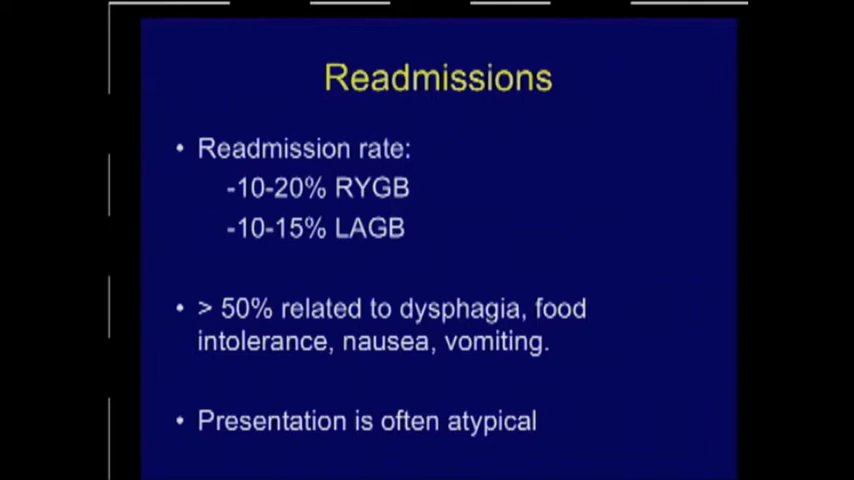 Readmissions
• Readmission rate:
-10-20% RYGB
-10-15% LAGB
• > 50% related to dysphagia, food
intolerance, nausea, vomiting.
• Presentation is often atypical